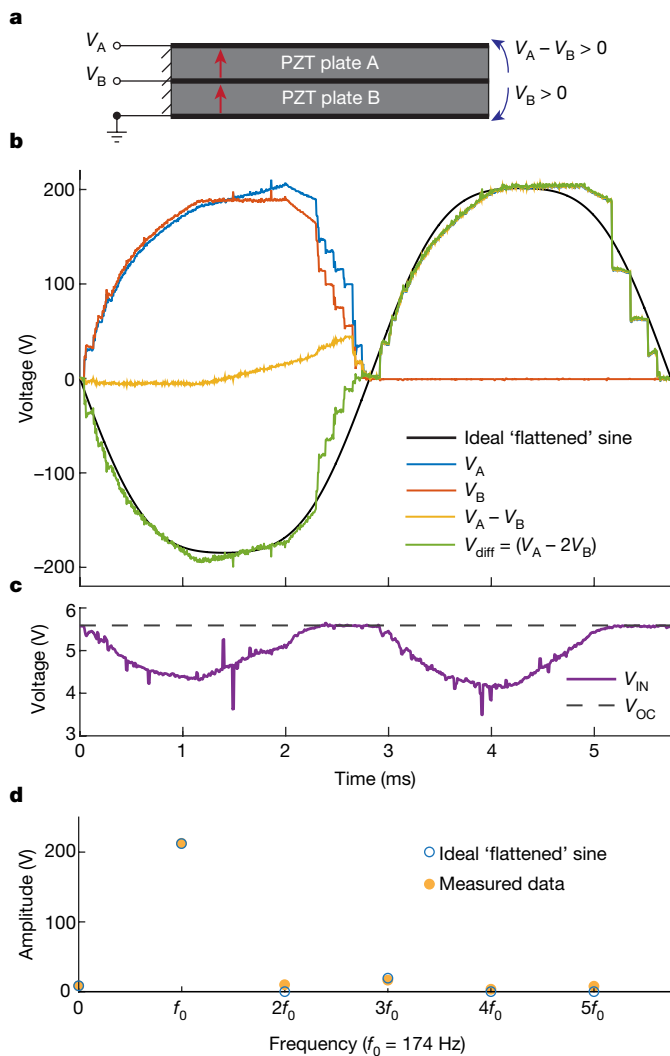 a
V_A
PZT plate A
V_A − V_B > 0
V_B
PZT plate B
V_B > 0
b
200
100
0
−100
−200
Voltage (V)
Ideal ‘flattened’ sine
V_A
V_B
V_A − V_B
V_diff = (V_A − 2V_B)
c
6
5
4
3
Voltage (V)
V_IN
V_OC
0 1 2 3 4 5
Time (ms)
d
200
100
0
Amplitude (V)
Ideal ‘flattened’ sine
Measured data
0 f_0 2f_0 3f_0 4f_0 5f_0
Frequency (f_0 = 174 Hz)